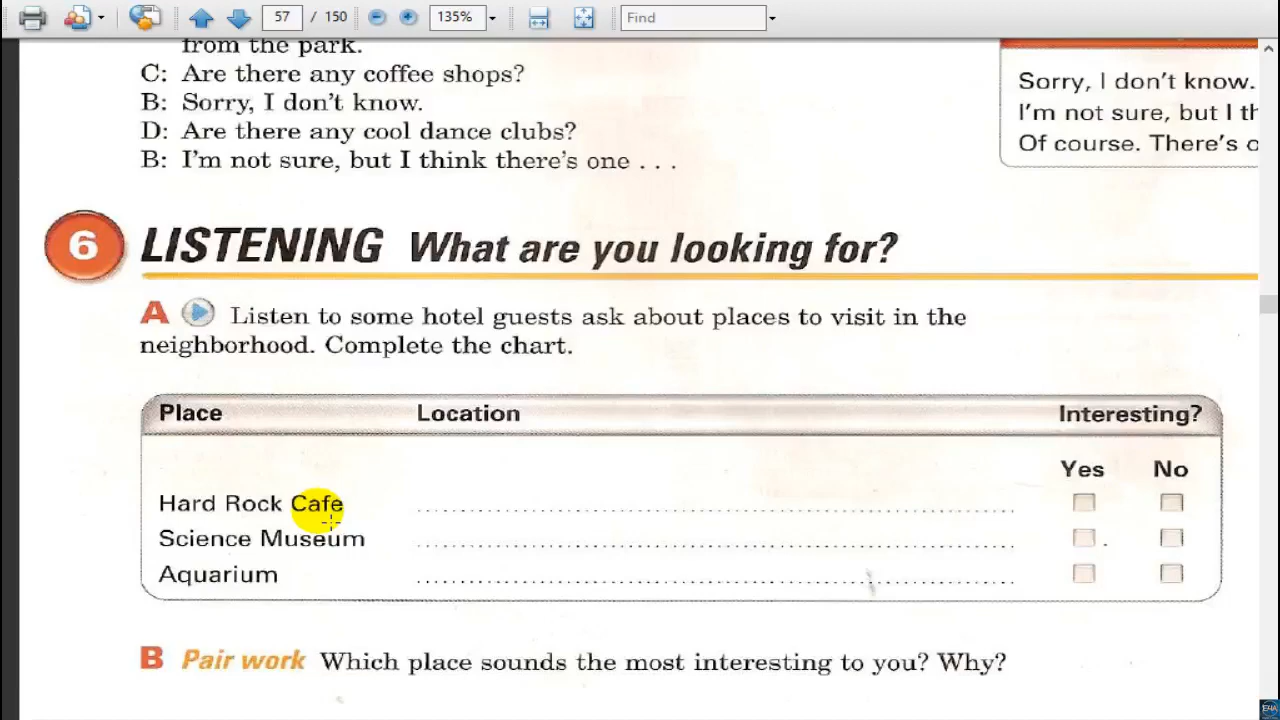 57 / 150 135% Find
from the park.
C: Are there any coffee shops?
B: Sorry, I don't know.
D: Are there any cool dance clubs?
B: I'm not sure, but I think there's one . . .
Sorry, I don't know.
I'm not sure, but I th
Of course. There's o
6 LISTENING What are you looking for?
A Listen to some hotel guests ask about places to visit in the
neighborhood. Complete the chart.
Place Location Interesting?
Yes No
Hard Rock Cafe
Science Museum
Aquarium
B Pair work Which place sounds the most interesting to you? Why?